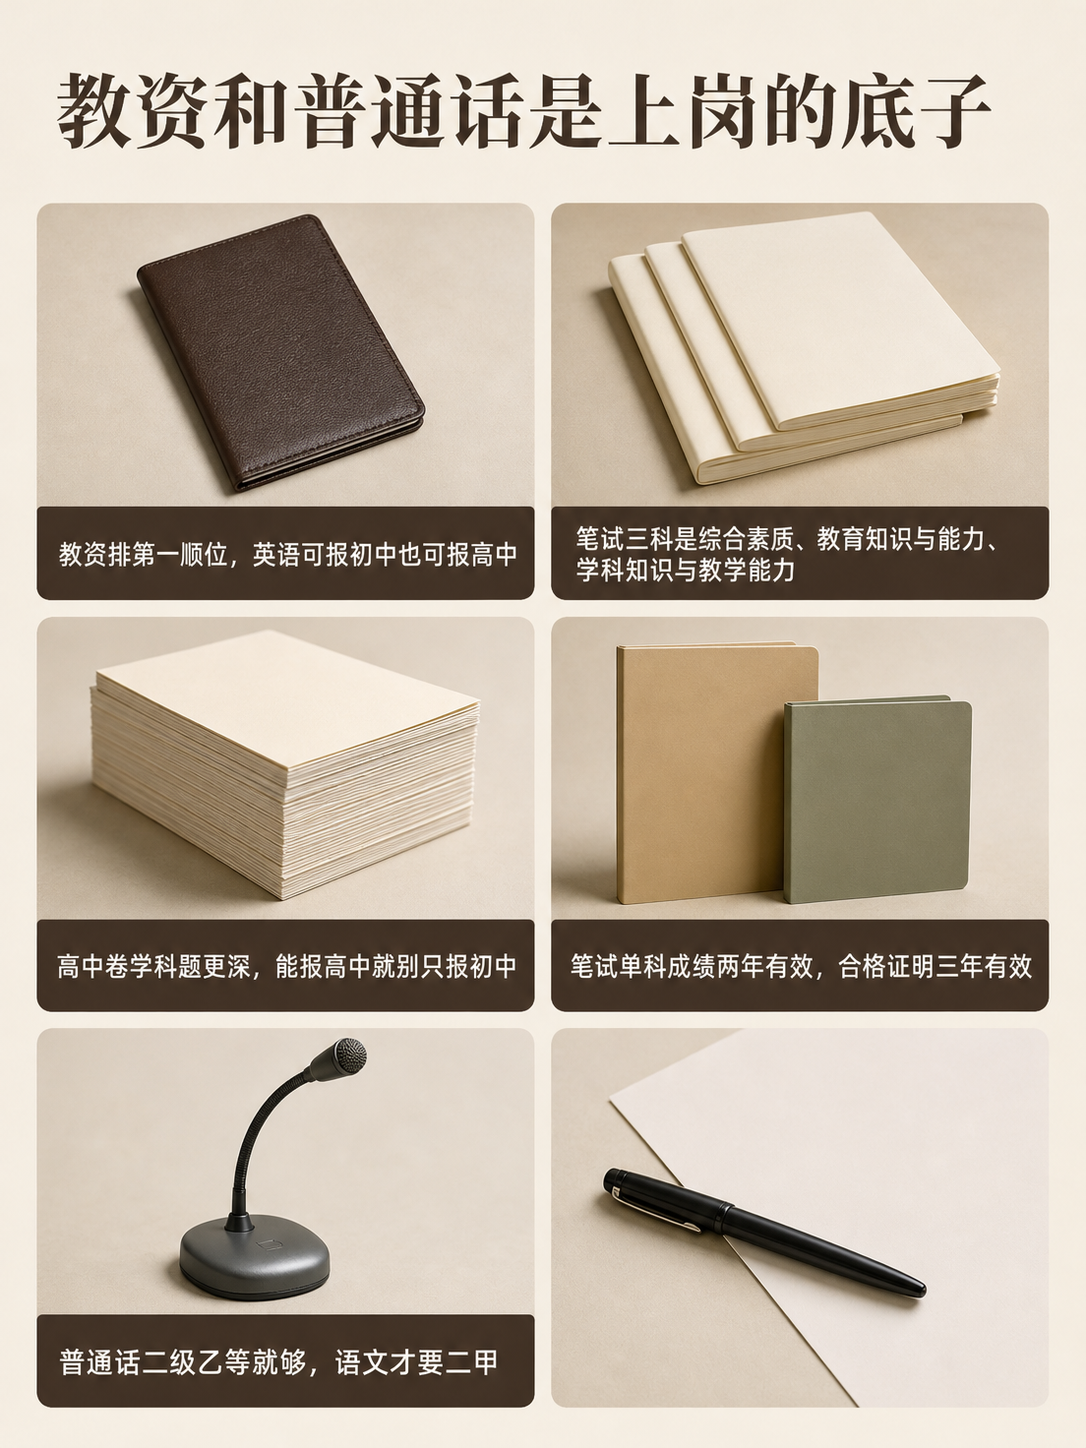 教资和普通话是上岗的底子
教资排第一顺位，英语可报初中也可报高中
笔试三科是综合素质、教育知识与能力、
学科知识与教学能力
高中卷学科题更深，能报高中就别只报初中
笔试单科成绩两年有效，合格证明三年有效
普通话二级乙等就够，语文才要二甲